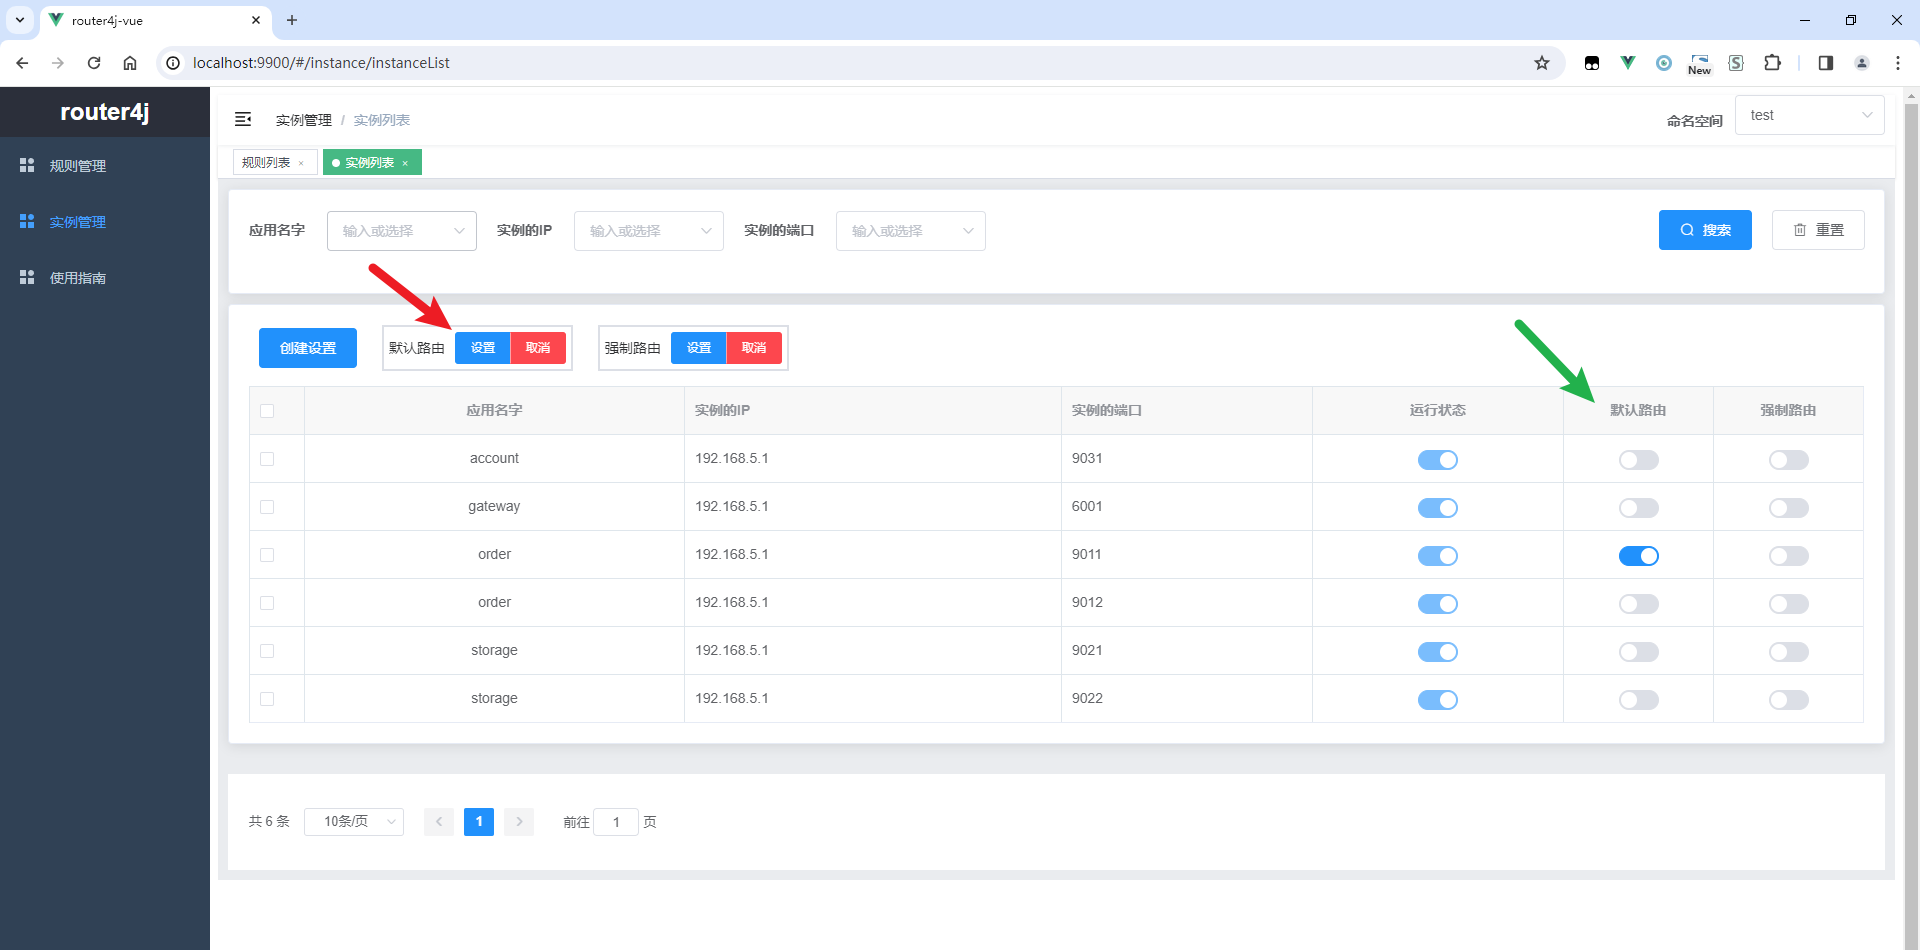 router4j-vue
localhost:9900/#/instance/instanceList
New
router4j
规则管理
实例管理
使用指南
实例管理 / 实例列表
命名空间 test
规则列表 ×
实例列表 ×
应用名字 输入或选择 实例的IP 输入或选择 实例的端口 输入或选择 搜索 重置
创建设置 默认路由 设置 取消 强制路由 设置 取消
应用名字 实例的IP 实例的端口 运行状态 默认路由 强制路由
account 192.168.5.1 9031
gateway 192.168.5.1 6001
order 192.168.5.1 9011
order 192.168.5.1 9012
storage 192.168.5.1 9021
storage 192.168.5.1 9022
共 6 条 10条/页 1 前往 1 页